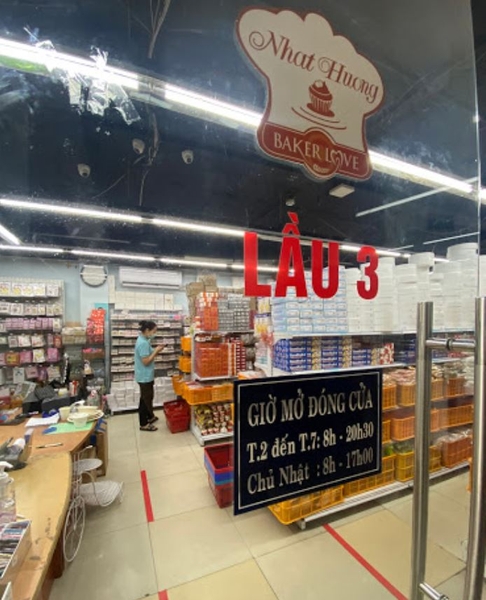 Nhat Huong
BAKER LOVE
LẦU 3
GIỜ MỞ ĐÓNG CỬA
T.2 đến T.7: 8h - 20h30
Chủ Nhật : 8h - 17h00